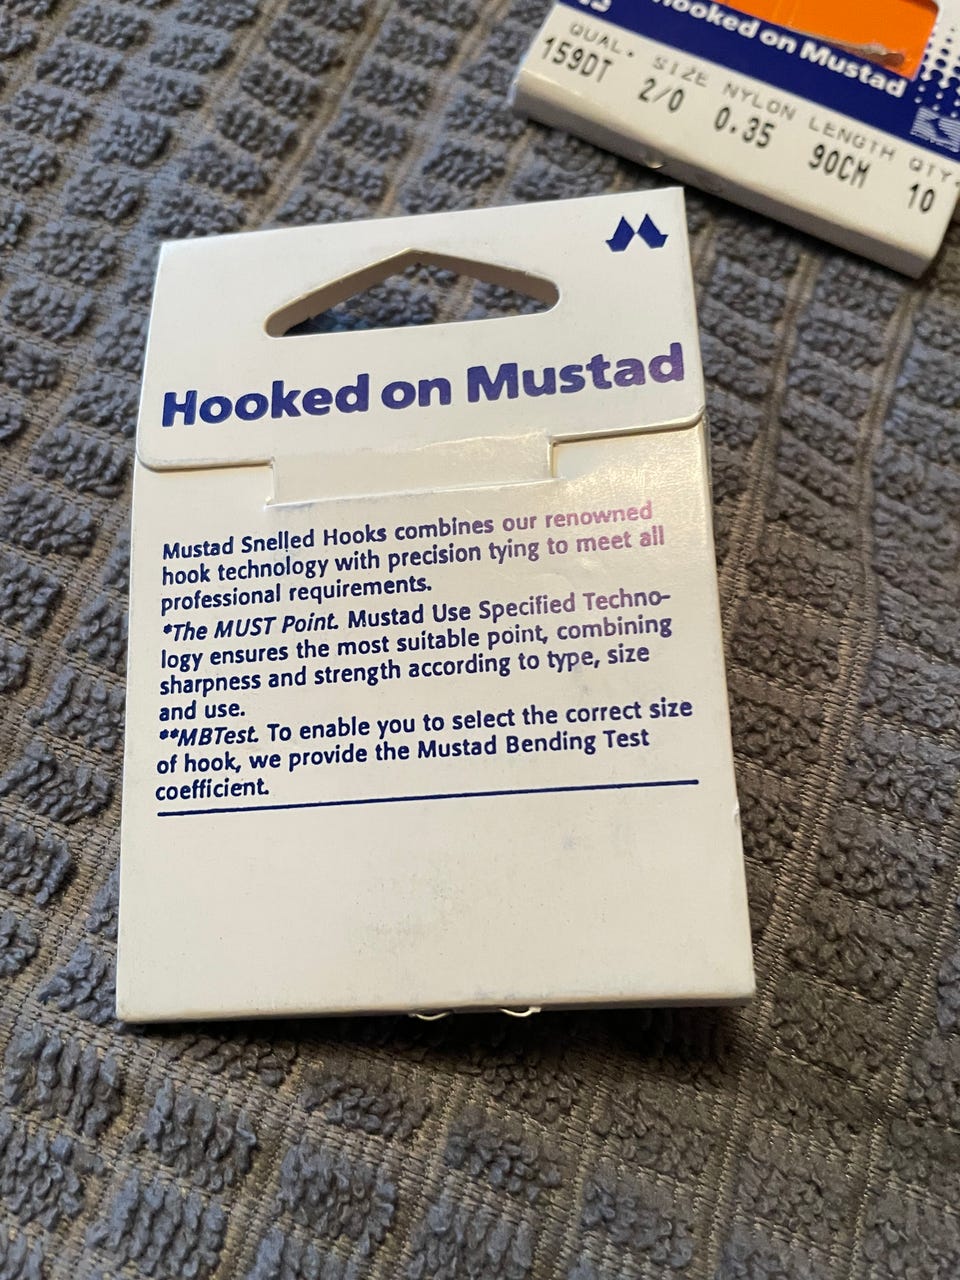 Hooked on Mustad
QUAL. SIZE NYLON LENGTH QTY
159DT 2/0 0.35 90CM 10
Hooked on Mustad
Mustad Snelled Hooks combines our renowned
hook technology with precision tying to meet all
professional requirements.
*The MUST Point. Mustad Use Specified Techno-
logy ensures the most suitable point, combining
sharpness and strength according to type, size
and use.
**MBTest. To enable you to select the correct size
of hook, we provide the Mustad Bending Test
coefficient.